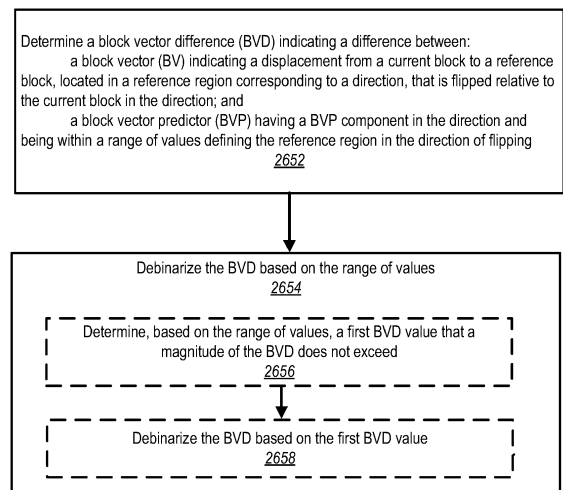 Determine a block vector difference (BVD) indicating a difference between:
a block vector (BV) indicating a displacement from a current block to a reference
block, located in a reference region corresponding to a direction, that is flipped relative to
the current block in the direction; and
a block vector predictor (BVP) having a BVP component in the direction and
being within a range of values defining the reference region in the direction of flipping
2652
Debinarize the BVD based on the range of values
2654
Determine, based on the range of values, a first BVD value that a
magnitude of the BVD does not exceed
2656
Debinarize the BVD based on the first BVD value
2658